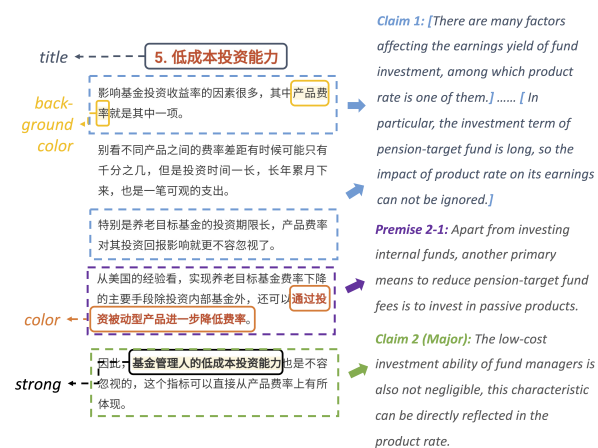 title
5. 低成本投资能力
back-
ground
color
影响基金投资收益率的因素很多，其中产品费
率就是其中一项。
别看不同产品之间的费率差距有时候可能只有
千分之几，但是投资时间一长，长年累月下
来，也是一笔可观的支出。
特别是养老目标基金的投资期限长，产品费率
对其投资回报影响就更不容忽视了。
从美国的经验看，实现养老目标基金费率下降
的主要手段除投资内部基金外，还可以通过投
资被动型产品进一步降低费率。
color
因此，基金管理人的低成本投资能力也是不容
忽视的，这个指标可以直接从产品费率上有所
体现。
strong
Claim 1: [There are many factors
affecting the earnings yield of fund
investment, among which product
rate is one of them.] …… [ In
particular, the investment term of
pension-target fund is long, so the
impact of product rate on its earnings
can not be ignored.]
Premise 2-1: Apart from investing
internal funds, another primary
means to reduce pension-target fund
fees is to invest in passive products.
Claim 2 (Major): The low-cost
investment ability of fund managers is
also not negligible, this characteristic
can be directly reflected in the
product rate.